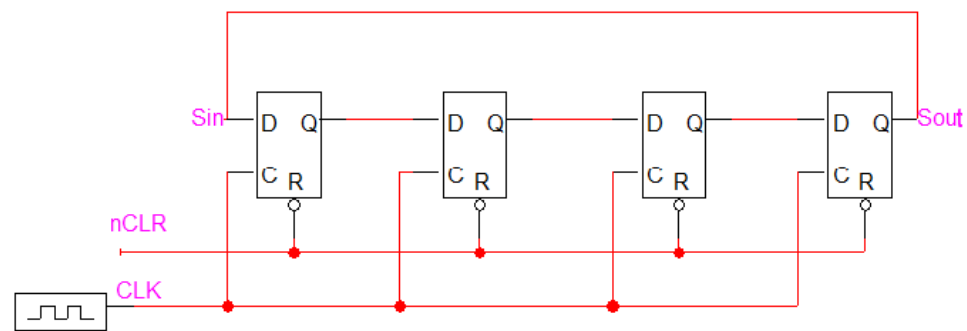 Sin D Q D Q D Q D Q Sout
C R C R C R C R
nCLR
CLK